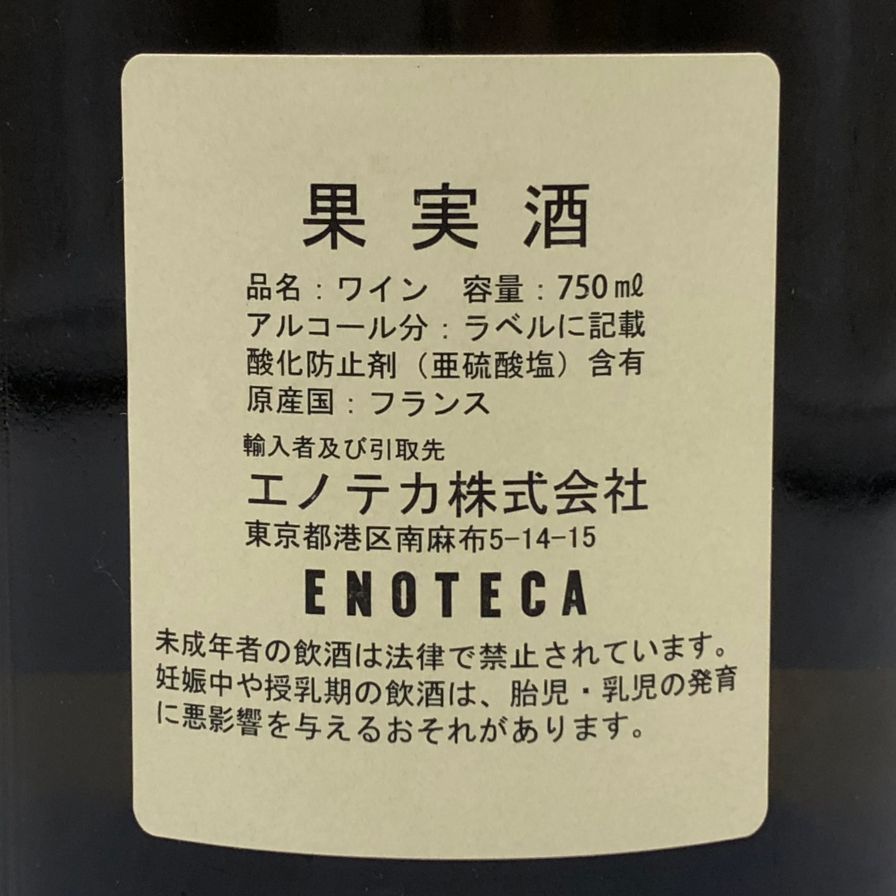 果実酒
品名：ワイン　容量：750㎖
アルコール分：ラベルに記載
酸化防止剤（亜硫酸塩）含有
原産国：フランス
輸入者及び引取先
エノテカ株式会社
東京都港区南麻布5-14-15
ENOTECA
未成年者の飲酒は法律で禁止されています。
妊娠中や授乳期の飲酒は、胎児・乳児の発育
に悪影響を与えるおそれがあります。